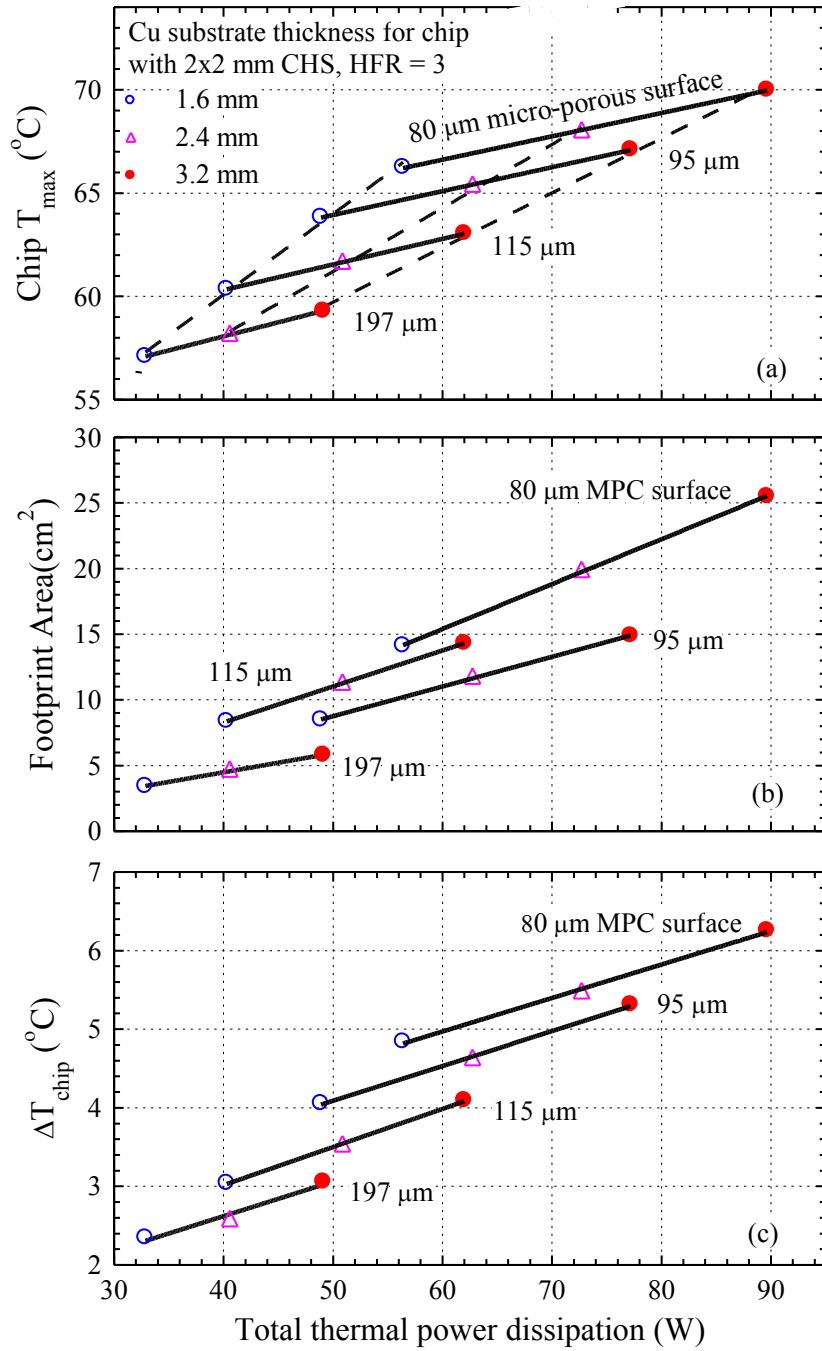 Cu substrate thickness for chip
with 2x2 mm CHS, HFR = 3
1.6 mm
2.4 mm
3.2 mm
80 μm micro-porous surface
95 μm
115 μm
197 μm
(a)
70
65
60
55
Chip T_max (°C)
30
25
20
15
10
5
0
Footprint Area(cm²)
80 μm MPC surface
95 μm
115 μm
197 μm
(b)
7
6
5
4
3
2
ΔT_chip (°C)
80 μm MPC surface
95 μm
115 μm
197 μm
(c)
30 40 50 60 70 80 90
Total thermal power dissipation (W)